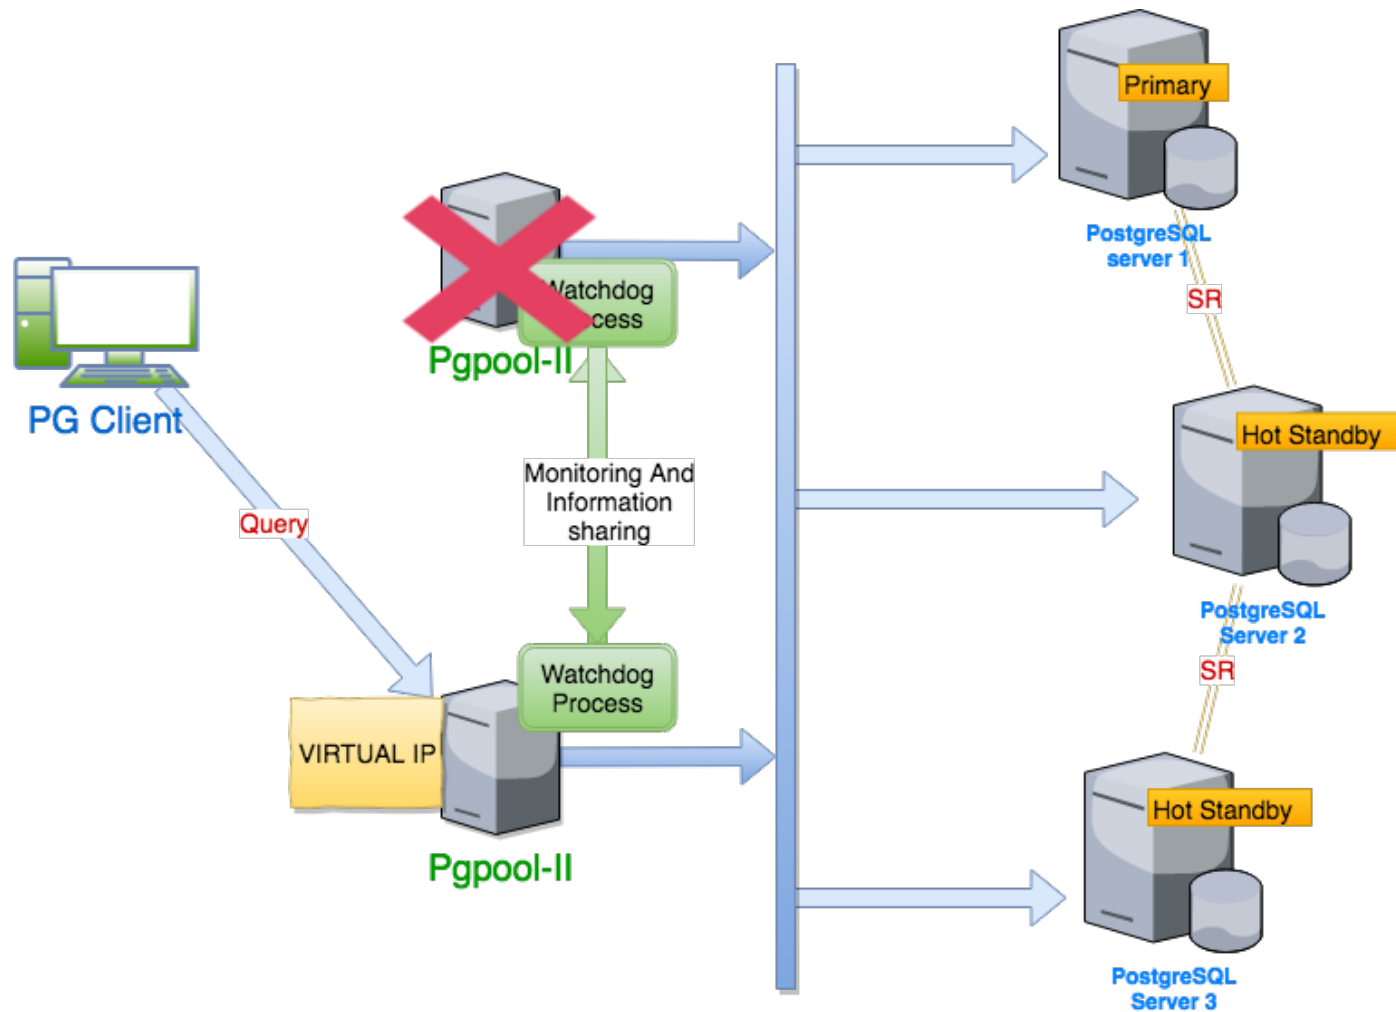 Primary
PostgreSQL
server 1
SR
Watchdog
Pgpool-II
PG Client
Hot Standby
Monitoring And
Information
sharing
Query
PostgreSQL
Server 2
SR
Watchdog
Process
VIRTUAL IP
Hot Standby
Pgpool-II
PostgreSQL
Server 3